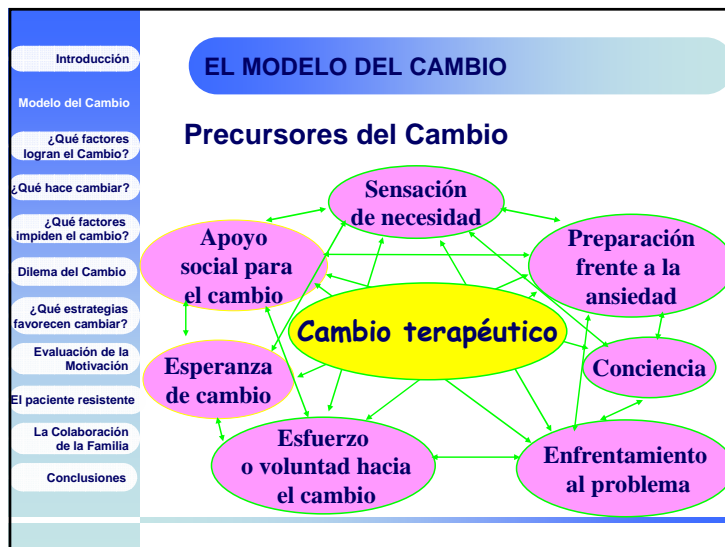 Introducción
Modelo del Cambio
¿Qué factores
logran el Cambio?
¿Qué hace cambiar?
¿Qué factores
impiden el cambio?
Dilema del Cambio
¿Qué estrategias
favorecen cambiar?
Evaluación de la
Motivación
El paciente resistente
La Colaboración
de la Familia
Conclusiones
EL MODELO DEL CAMBIO
Precursores del Cambio
Sensación
de necesidad
Apoyo
social para
el cambio
Preparación
frente a la
ansiedad
Cambio terapéutico
Esperanza
de cambio
Conciencia
Esfuerzo
o voluntad hacia
el cambio
Enfrentamiento
al problema